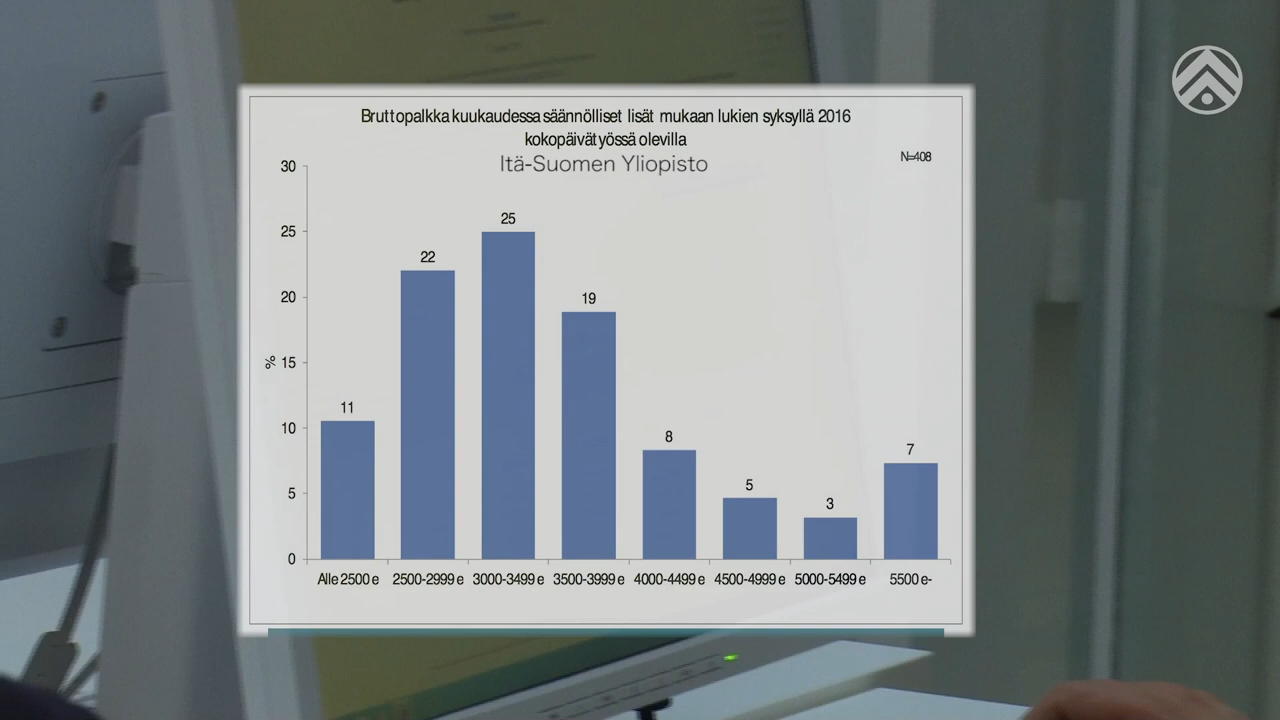 Bruttopalkka kuukaudessa säännölliset lisät mukaan lukien syksyllä 2016
kokopäivätyössä olevilla
Itä-Suomen Yliopisto
N=408
%
30
25
20
15
10
5
0
11
22
25
19
8
5
3
7
Alle 2500 e
2500-2999 e
3000-3499 e
3500-3999 e
4000-4499 e
4500-4999 e
5000-5499 e
5500 e-